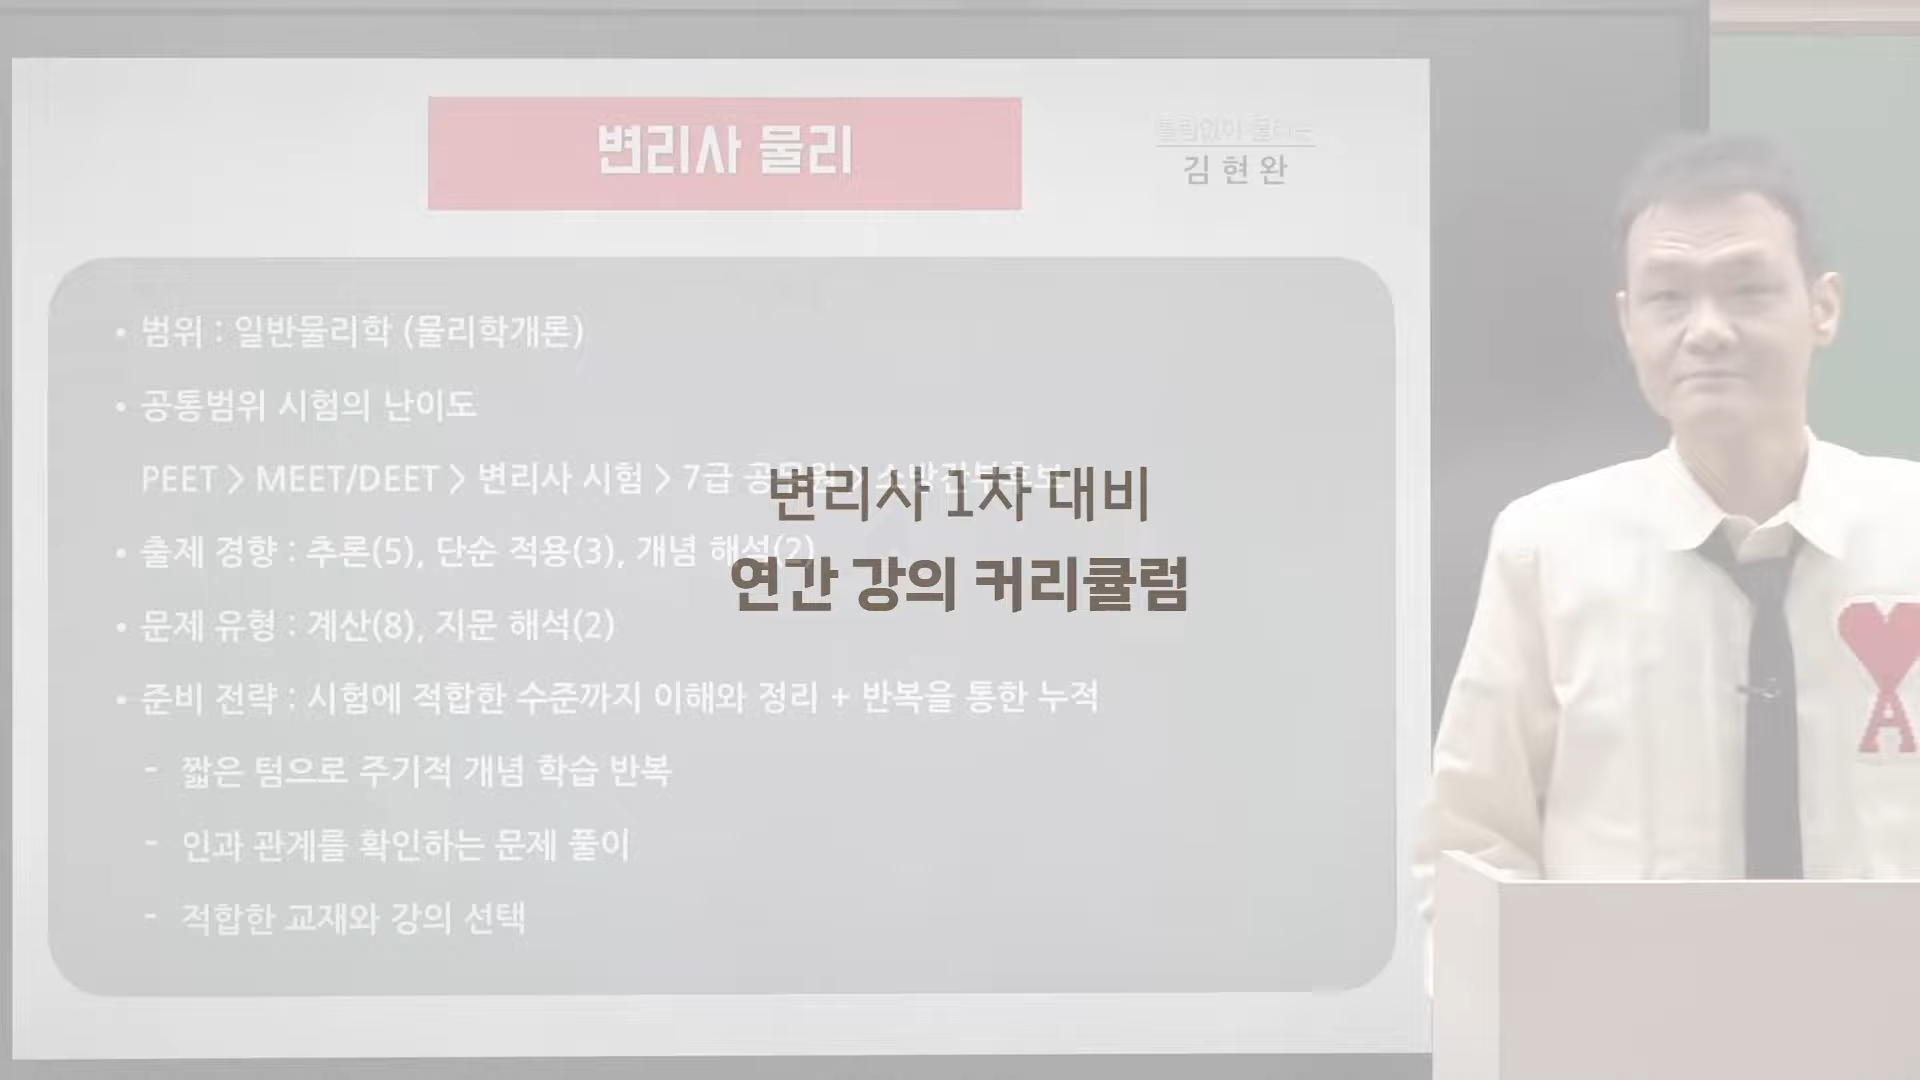 변리사 물리
김현완
• 범위 : 일반물리학 (물리학개론)
• 공통범위 시험의 난이도
PEET > MEET/DEET > 변리사 시험 > 7급 공무원 > 소방간부후보
• 출제 경향 : 추론(5), 단순 적용(3), 개념 해석(2)
변리사 1차 대비
연간 강의 커리큘럼
• 문제 유형 : 계산(8), 지문 해석(2)
• 준비 전략 : 시험에 적합한 수준까지 이해와 정리 + 반복을 통한 누적
- 짧은 텀으로 주기적 개념 학습 반복
- 인과 관계를 확인하는 문제 풀이
- 적합한 교재와 강의 선택
A